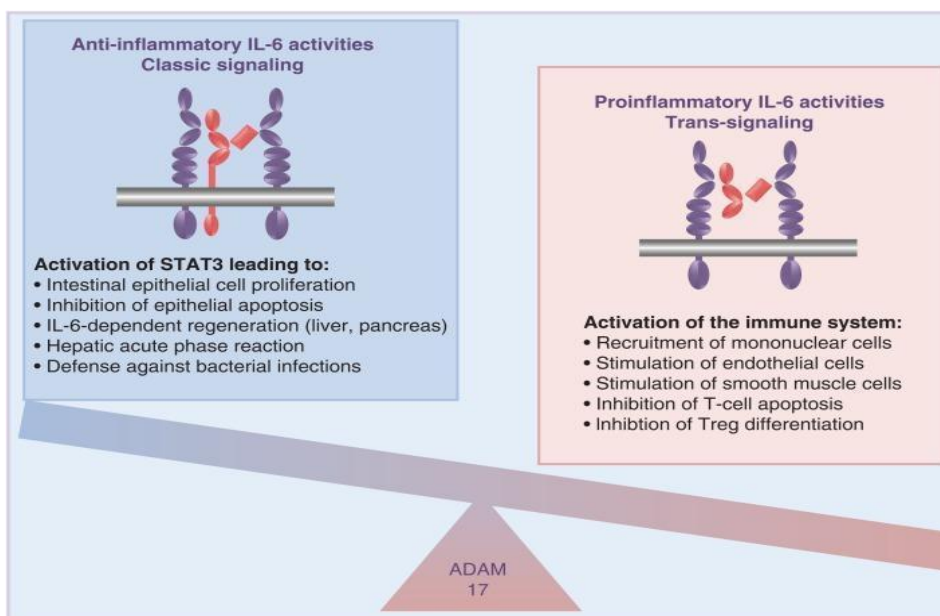 Anti-inflammatory IL-6 activities
Classic signaling
Activation of STAT3 leading to:
• Intestinal epithelial cell proliferation
• Inhibition of epithelial apoptosis
• IL-6-dependent regeneration (liver, pancreas)
• Hepatic acute phase reaction
• Defense against bacterial infections
Proinflammatory IL-6 activities
Trans-signaling
Activation of the immune system:
• Recruitment of mononuclear cells
• Stimulation of endothelial cells
• Stimulation of smooth muscle cells
• Inhibition of T-cell apoptosis
• Inhibtion of Treg differentiation
ADAM
17